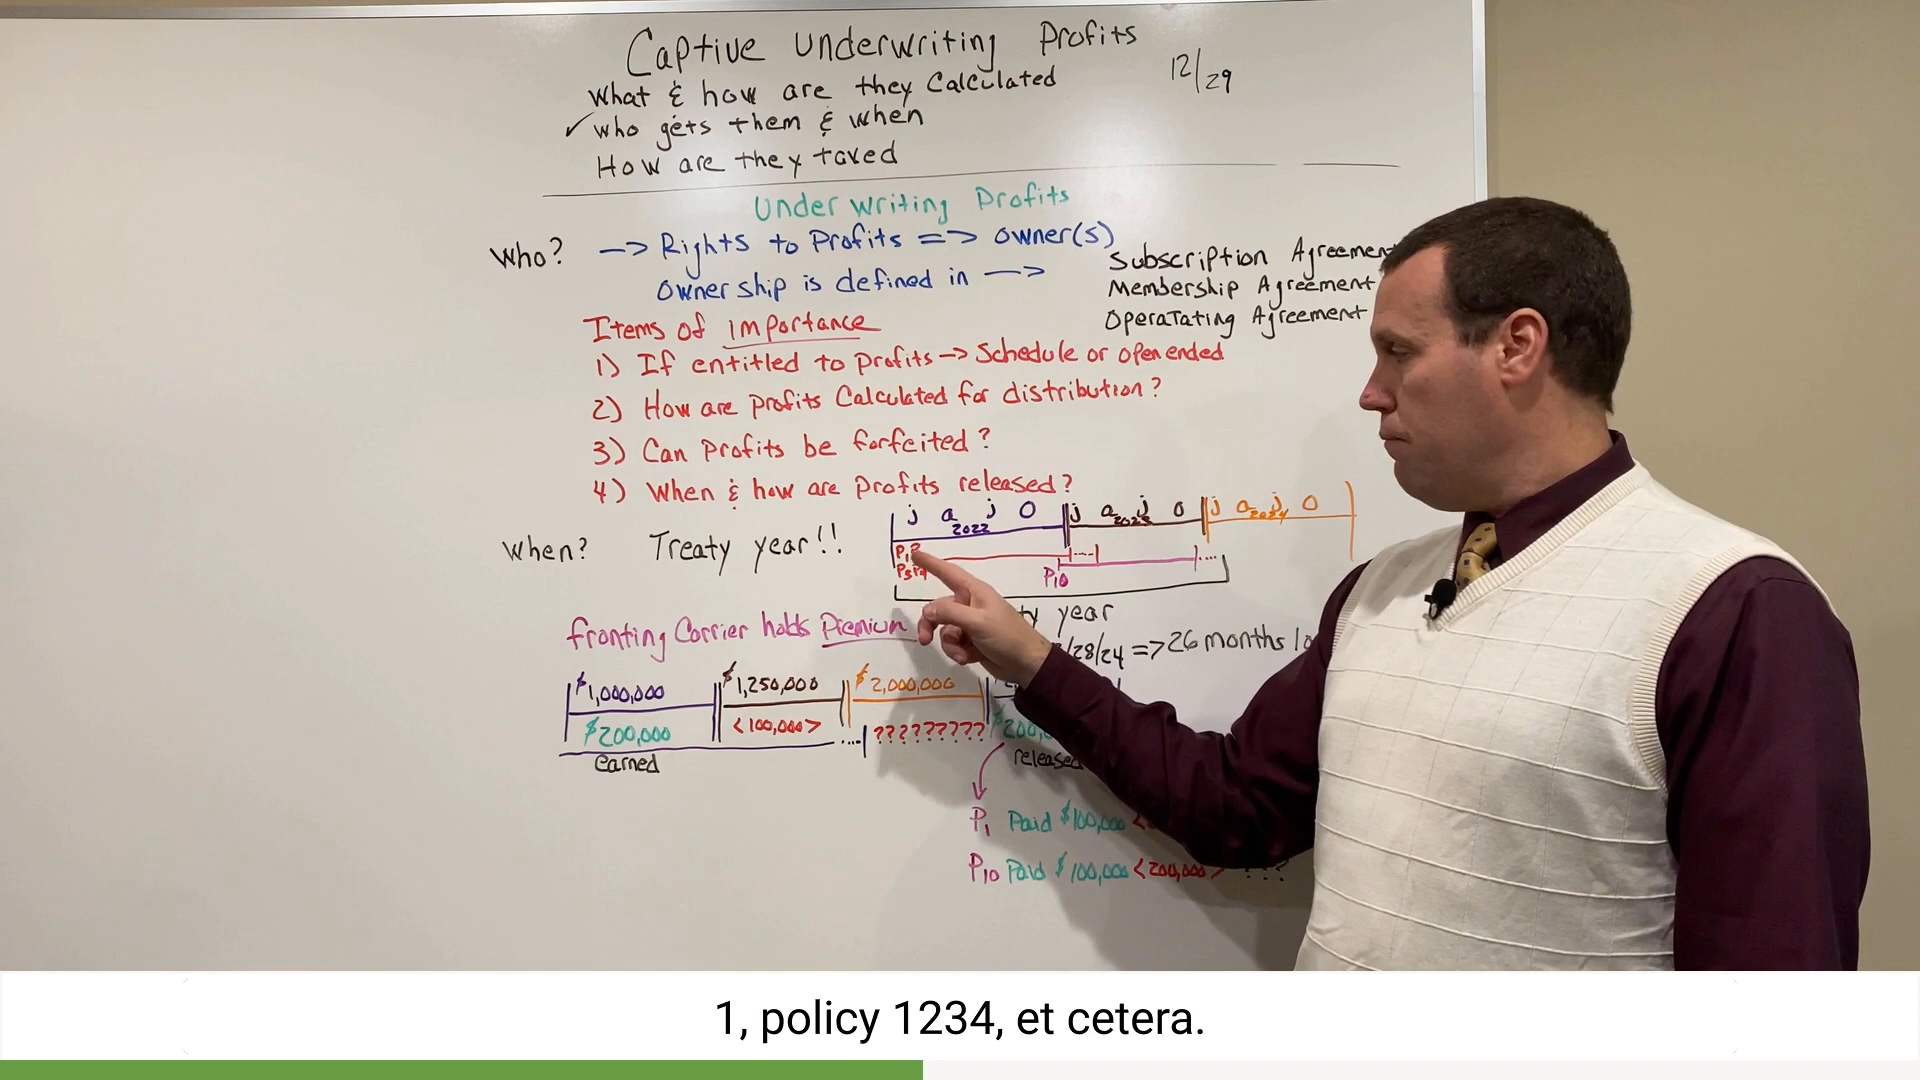 Captive Underwriting Profits
12/29
What & how are they Calculated
✓ who gets them & when
How are they taxed
Underwriting Profits
Who? —> Rights to Profits => owner(s)
Ownership is defined in —>
Subscription Agreement
Membership Agreement
Operatating Agreement
Items of importance
1) If entitled to profits -> Schedule or open ended
2) How are profits Calculated for distribution?
3) Can Profits be forfeited?
4) When & how are profits released?
When? Treaty year!!
j a j o j a j o j a j o
2022 2023 2024
P1
P3 P4
P10
year
/28/24 => 26 months
fronting Carrier holds Premium
$1,000,000 $1,250,000 $2,000,000
$200,000 <100,000> ?????????
earned
released
P1 Paid $100,000
P10 Paid $100,000 <200,000> ???
1, policy 1234, et cetera.